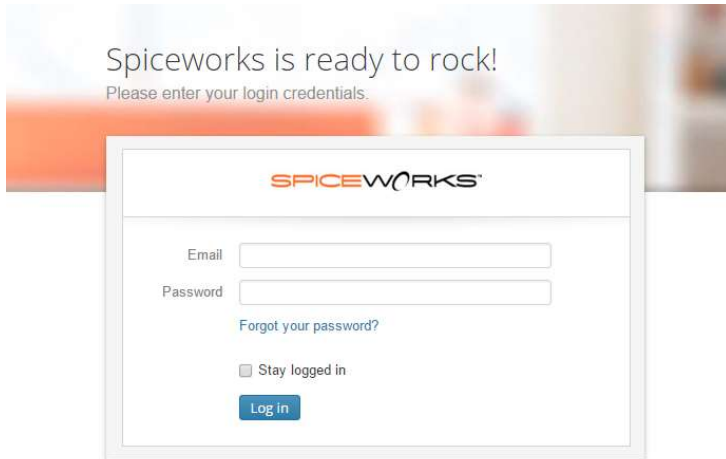 Spiceworks is ready to rock!
Please enter your login credentials.
SPICEWORKS™
Email
Password
Forgot your password?
Stay logged in
Log in